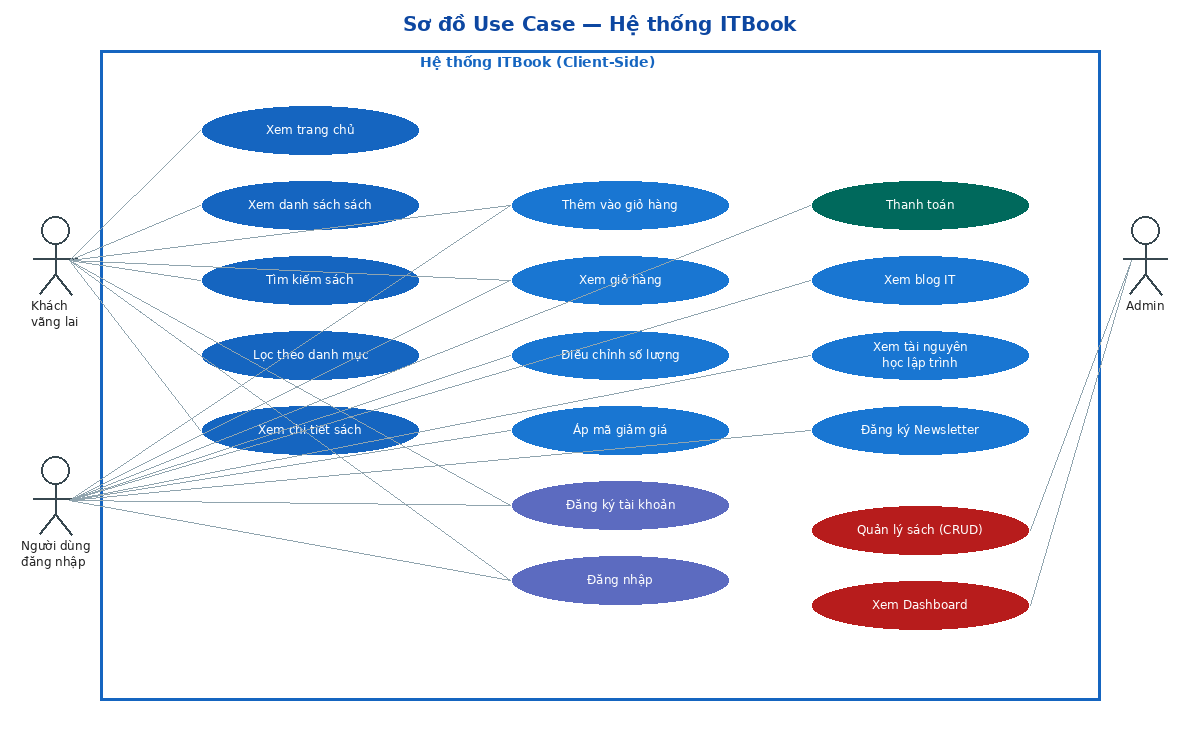 Sơ đồ Use Case — Hệ thống ITBook
Hệ thống ITBook (Client-Side)
Xem trang chủ
Xem danh sách sách
Thêm vào giỏ hàng
Thanh toán
Tìm kiếm sách
Xem giỏ hàng
Xem blog IT
Khách
vãng lai
Admin
Lọc theo danh mục
Điều chỉnh số lượng
Xem tài nguyên
học lập trình
Xem chi tiết sách
Áp mã giảm giá
Đăng ký Newsletter
Đăng ký tài khoản
Người dùng
đăng nhập
Quản lý sách (CRUD)
Đăng nhập
Xem Dashboard